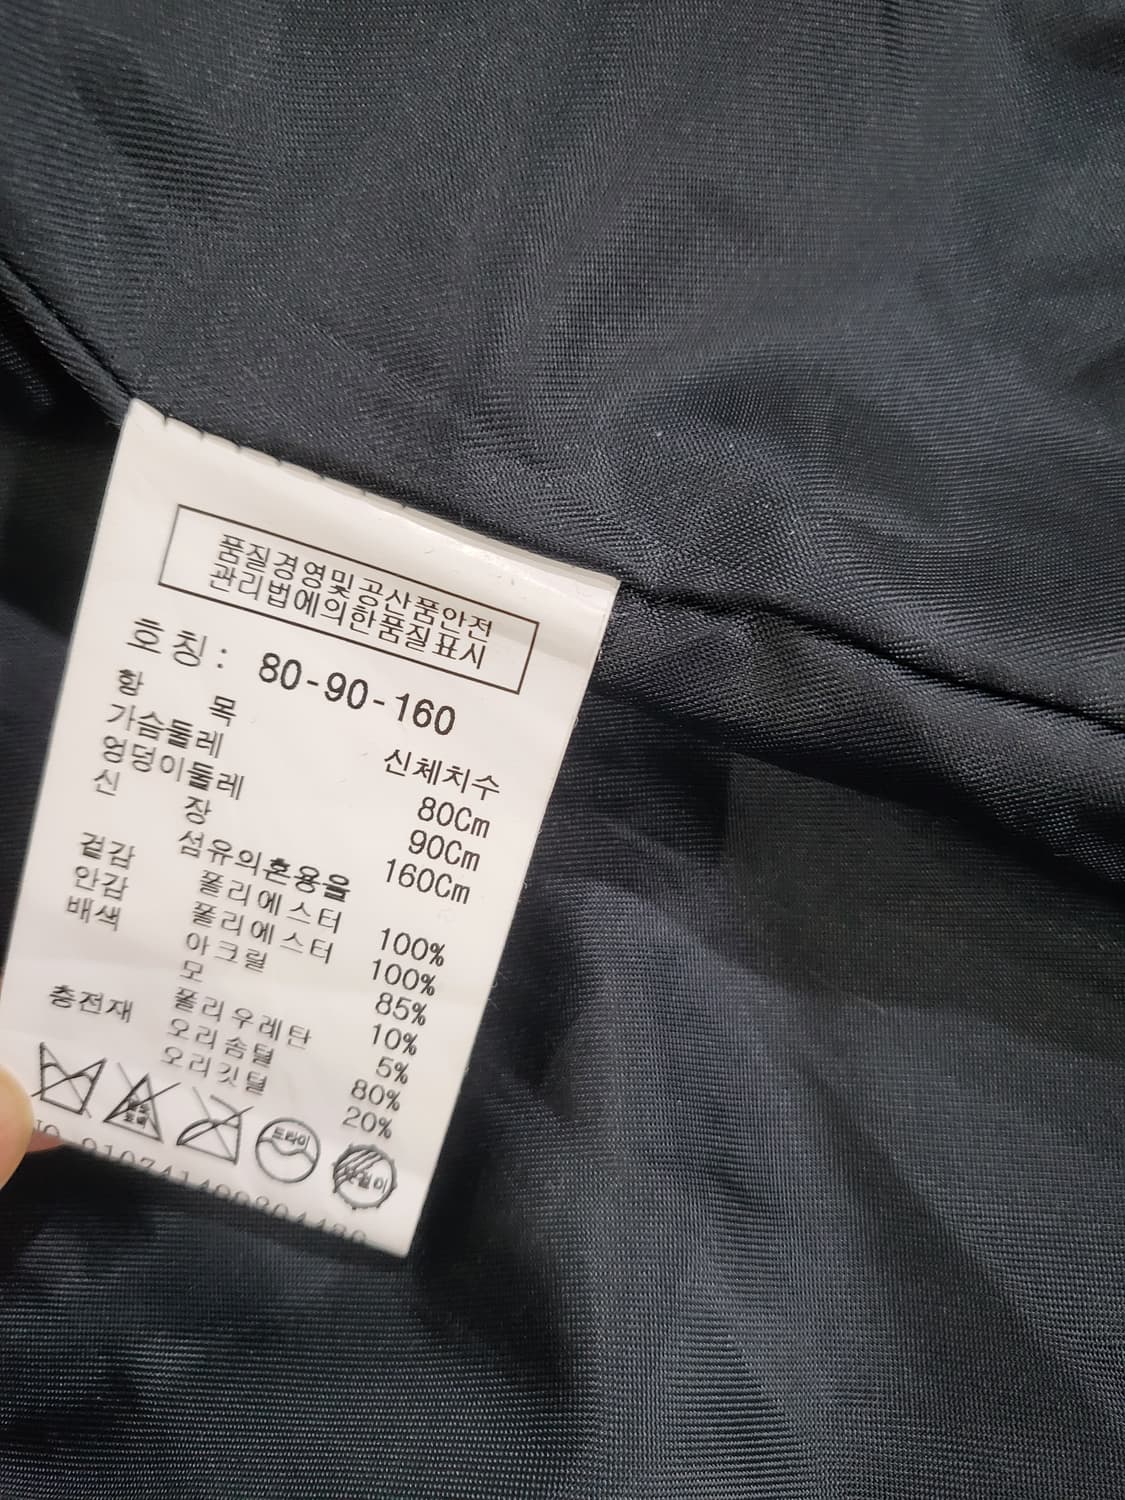 품질경영및공산품안전
관리법에의한품질표시
호칭: 80-90-160
항 목 신체치수
가슴둘레 80Cm
엉덩이둘레 90Cm
신 장 160Cm
섬유의혼용율
겉감 폴리에스터 100%
안감 폴리에스터 100%
배색 아크릴 85%
모 10%
폴리우레탄 5%
충전재 오리솜털 80%
오리깃털 20%
드라이